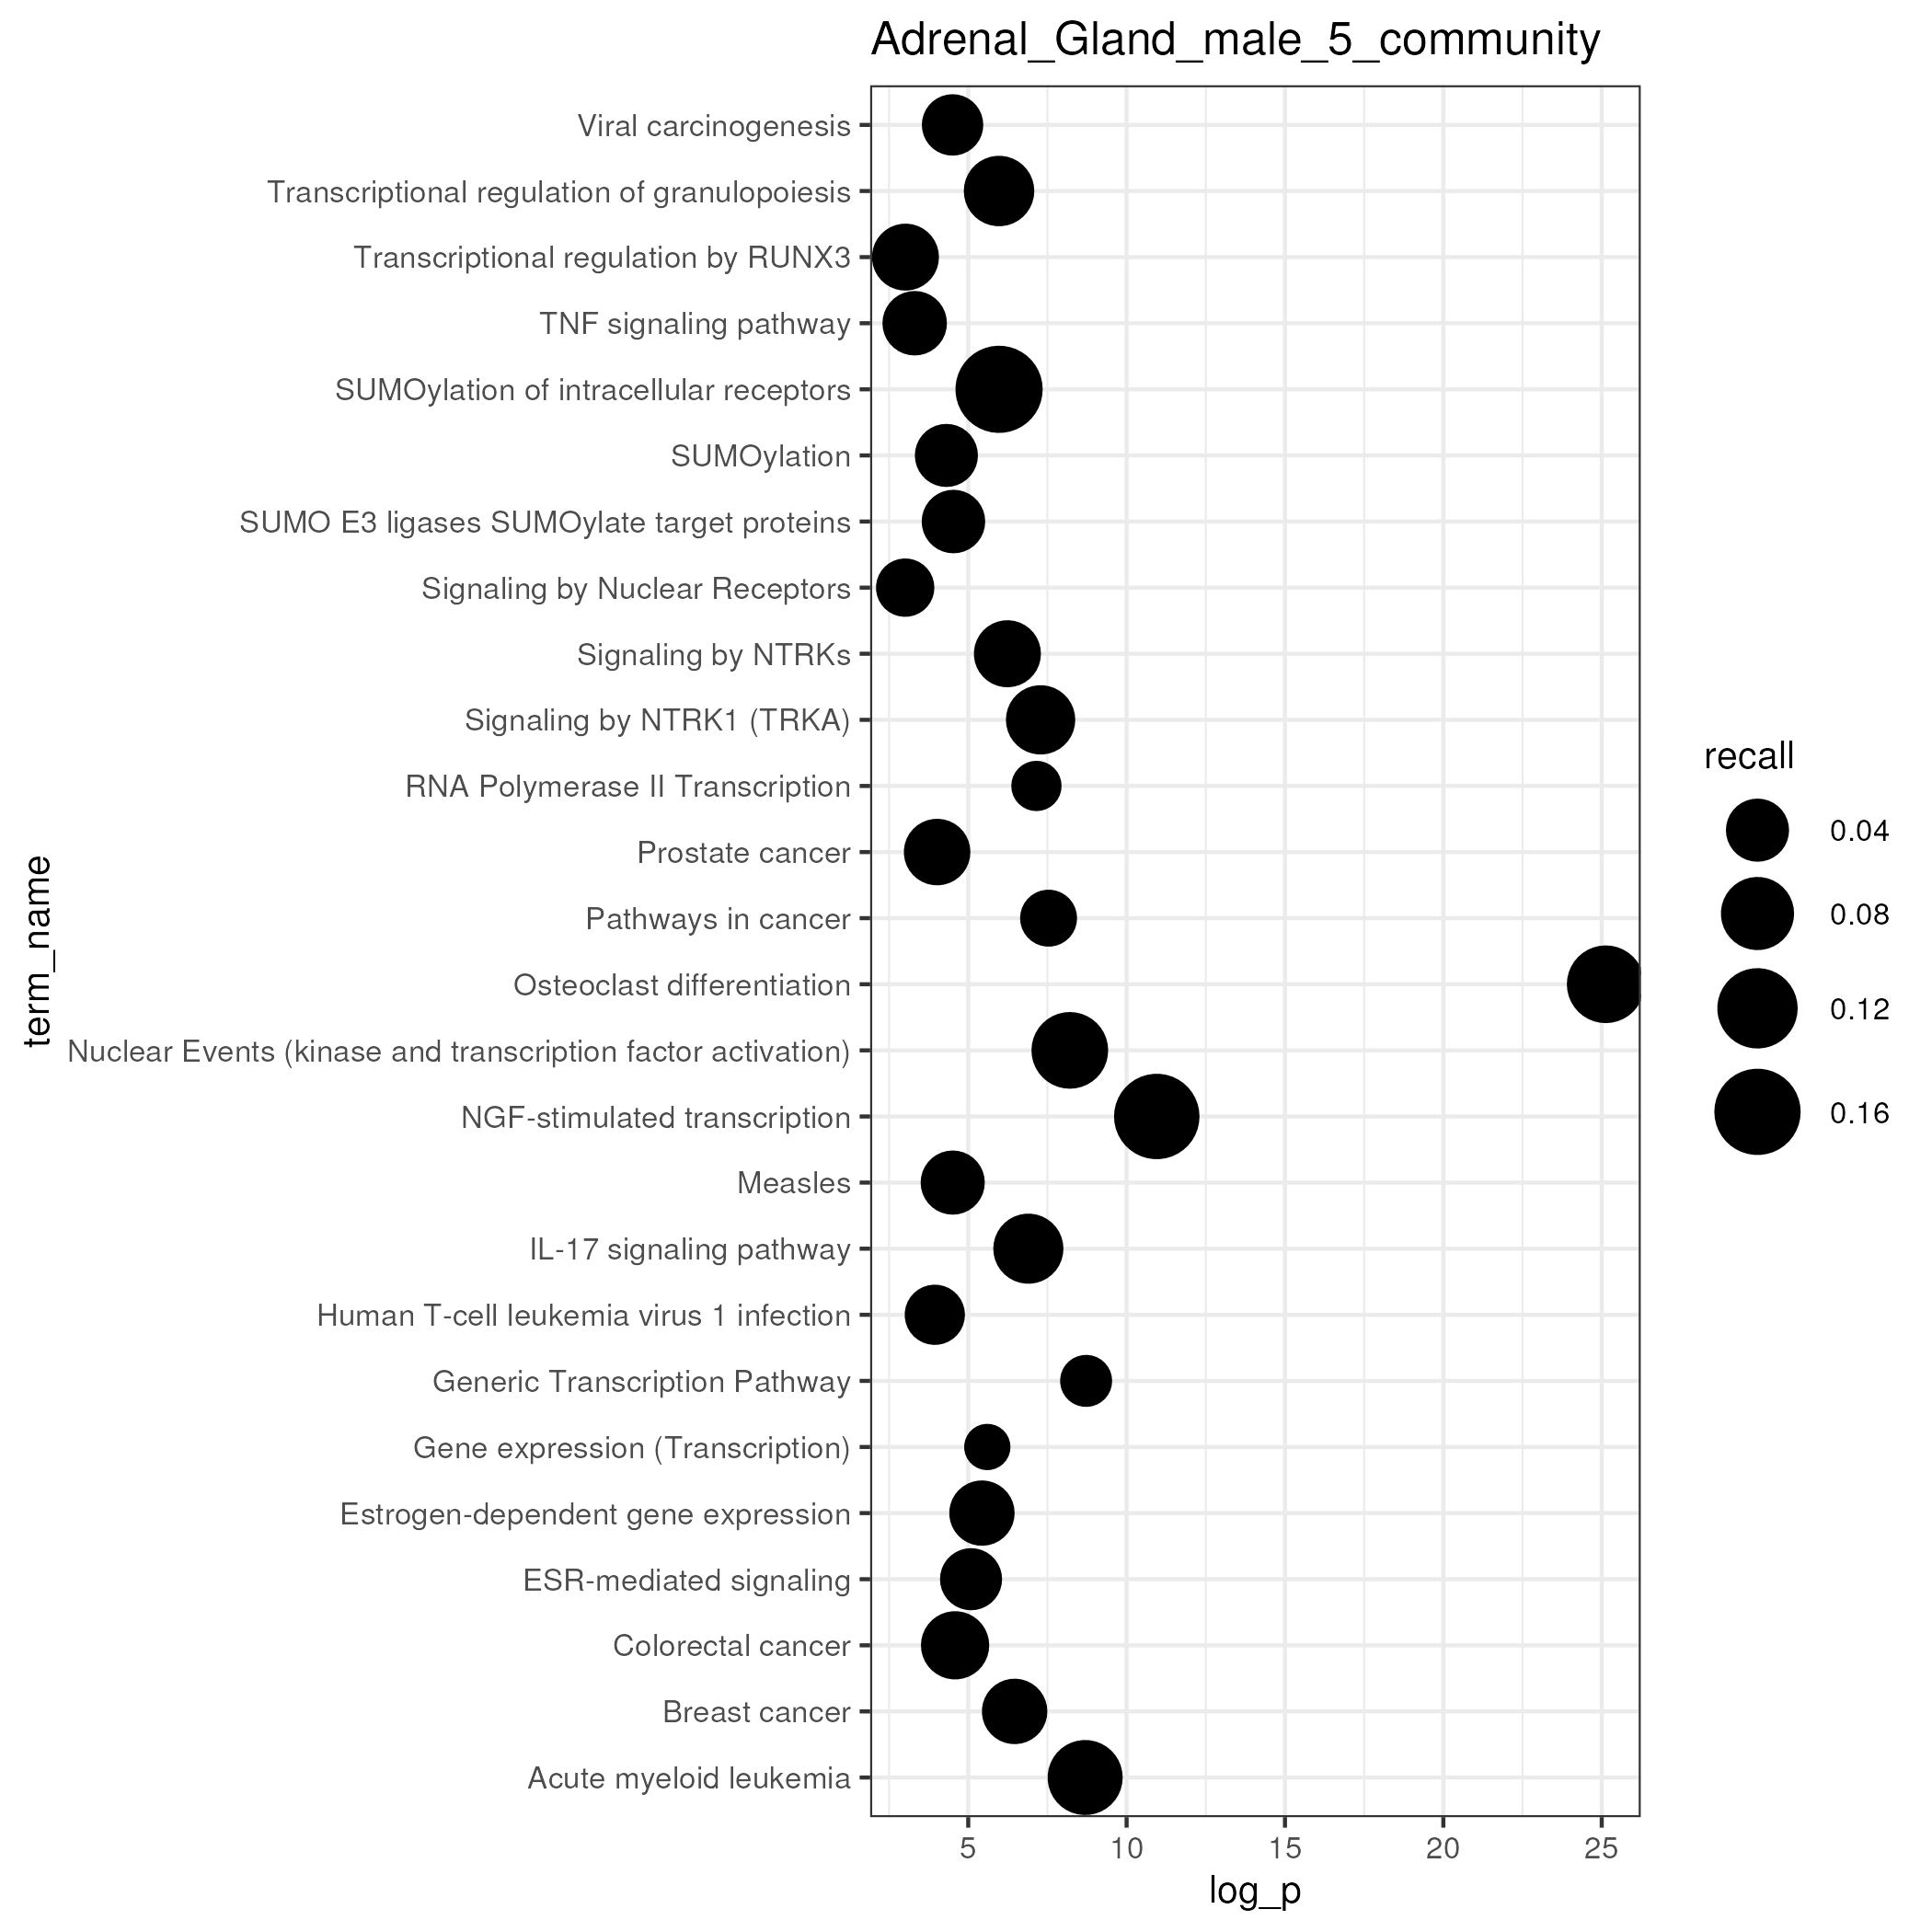 Adrenal_Gland_male_5_community
Viral carcinogenesis
Transcriptional regulation of granulopoiesis
Transcriptional regulation by RUNX3
TNF signaling pathway
SUMOylation of intracellular receptors
SUMOylation
SUMO E3 ligases SUMOylate target proteins
Signaling by Nuclear Receptors
Signaling by NTRKs
Signaling by NTRK1 (TRKA)
RNA Polymerase II Transcription
Prostate cancer
Pathways in cancer
Osteoclast differentiation
Nuclear Events (kinase and transcription factor activation)
NGF-stimulated transcription
Measles
IL-17 signaling pathway
Human T-cell leukemia virus 1 infection
Generic Transcription Pathway
Gene expression (Transcription)
Estrogen-dependent gene expression
ESR-mediated signaling
Colorectal cancer
Breast cancer
Acute myeloid leukemia
term_name
5 10 15 20 25
log_p
recall
0.04
0.08
0.12
0.16